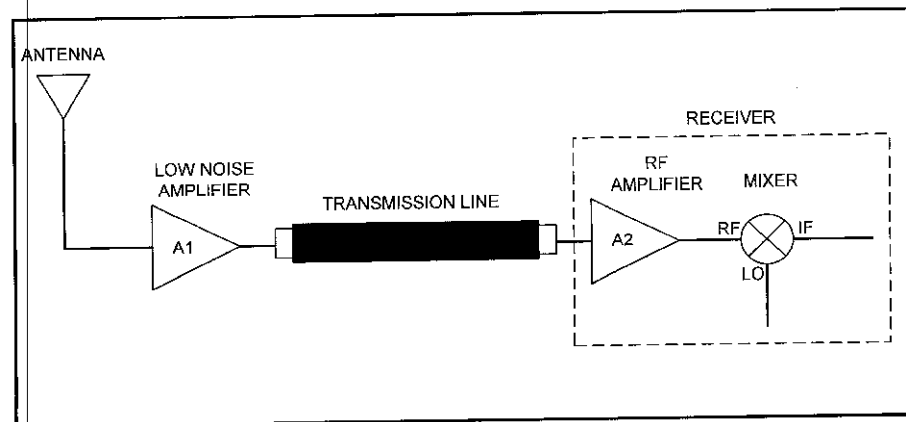 ANTENNA
LOW NOISE
AMPLIFIER
A1
TRANSMISSION LINE
RECEIVER
RF
AMPLIFIER
A2
MIXER
RF
IF
LO